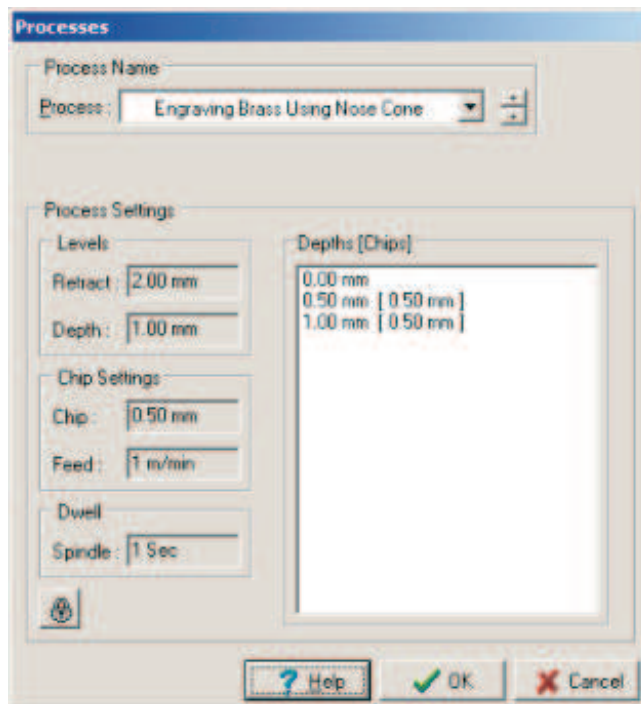 Processes
Process Name
Process : Engraving Brass Using Nose Cone
Process Settings
Levels
Retract : 2.00 mm
Depth : 1.00 mm
Chip Settings
Chip : 0.50 mm
Feed : 1 m/min
Dwell
Spindle : 1 Sec
Depths [Chips]
0.00 mm
0.50 mm [ 0.50 mm ]
1.00 mm [ 0.50 mm ]
? Help OK Cancel